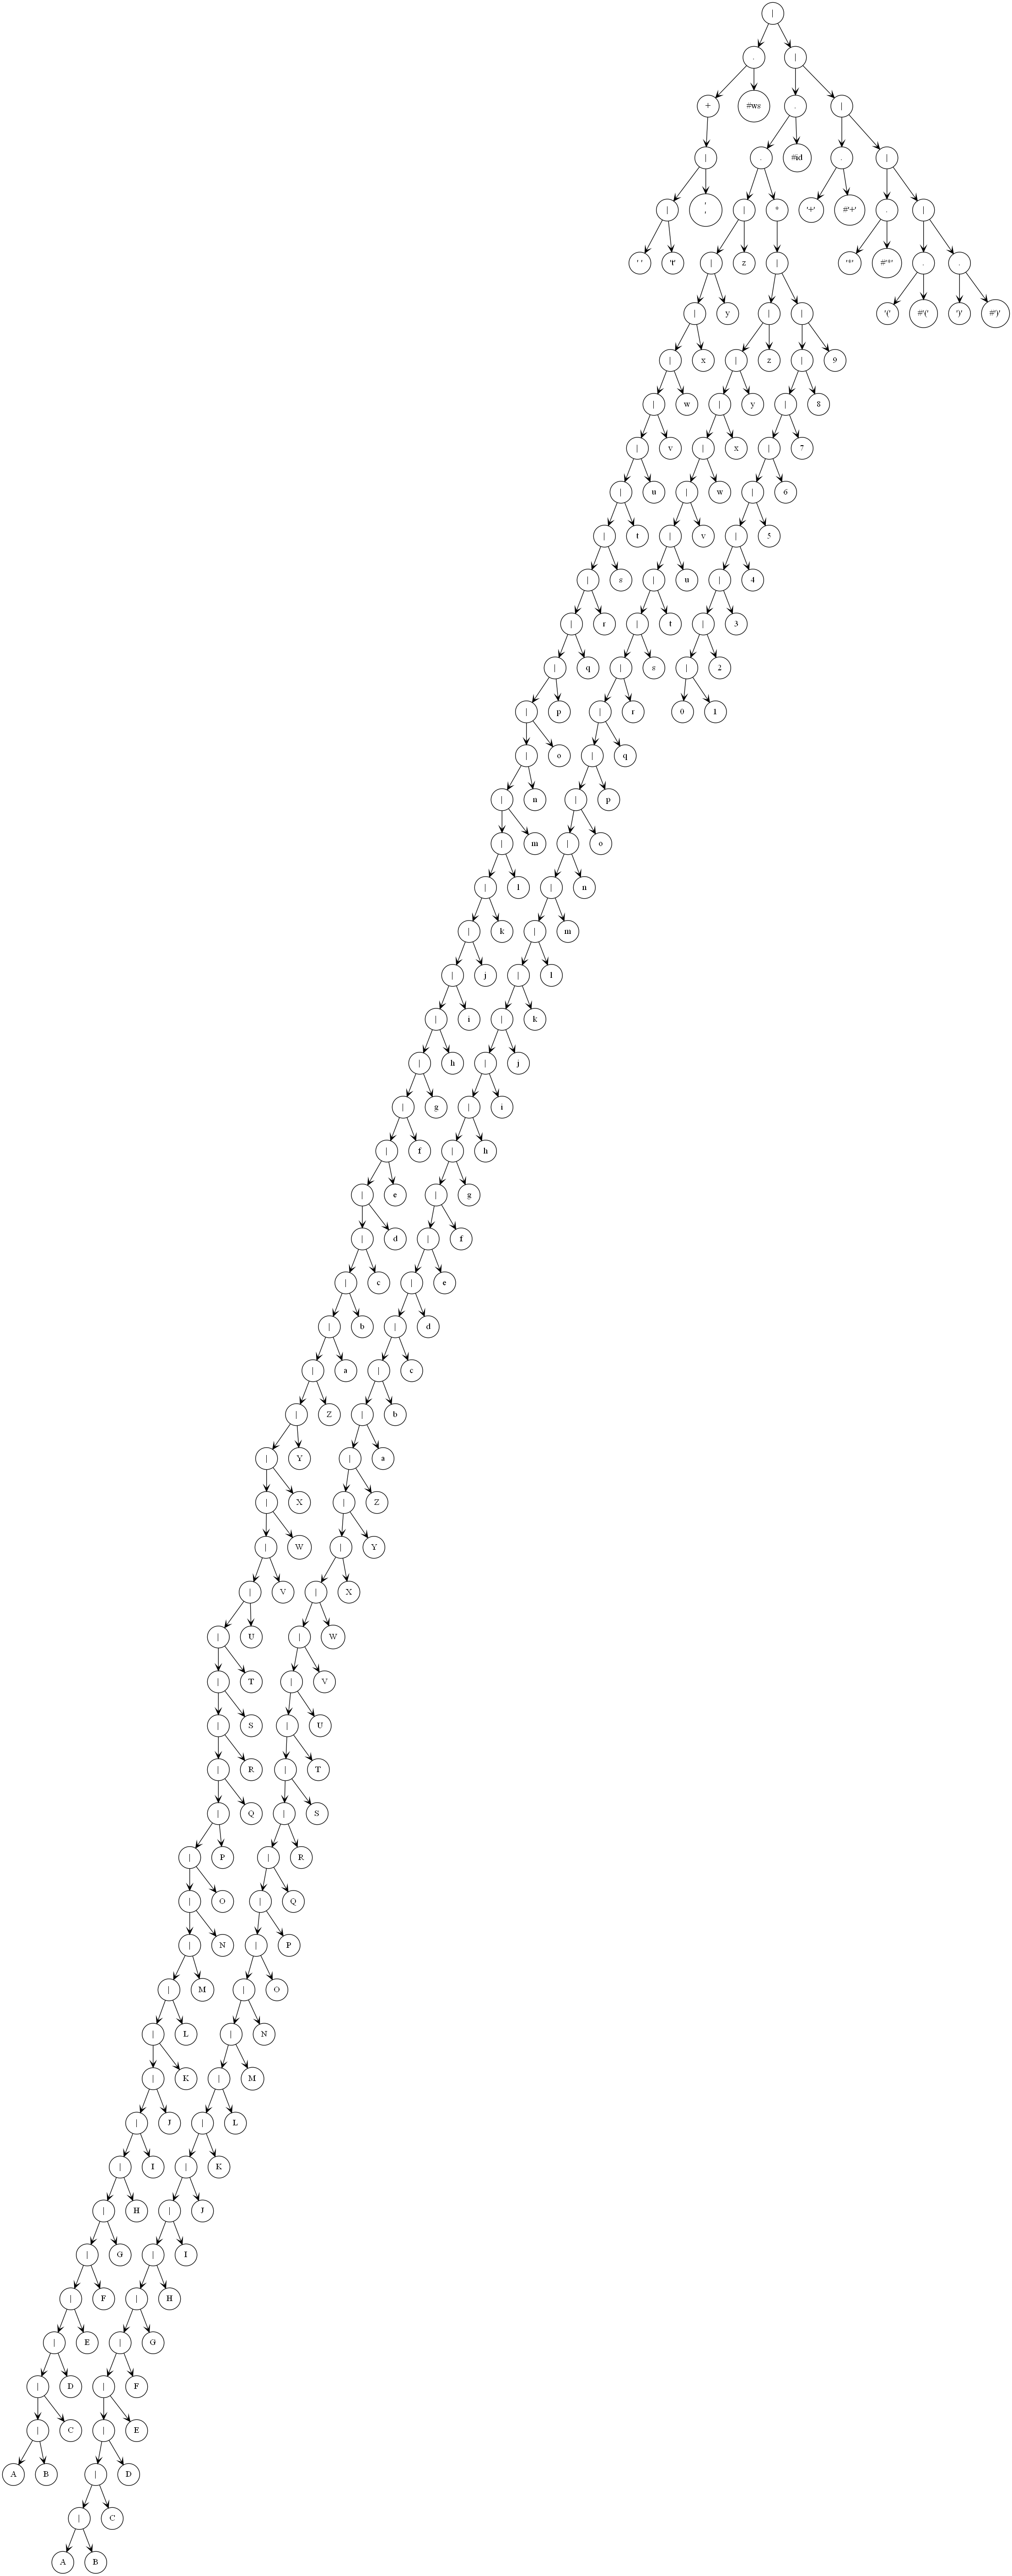 |
. |
+ #ws . |
| . #id . |
| ' ' | * '+' #'+' . |
' ' 't' | z | '*' #'*' . |
| y | | '(' #'(' ')' #')'
| x | z | 9
| w | y | 8
| v | x | 7
| u | w | 6
| t | v | 5
| s | u | 4
| r | t | 3
| q | s | 2
| p | r 0 1
| o | q
| n | p
| m | o
| l | n
| k | m
| j | l
| i | k
| h | j
| g | i
| f | h
| e | g
| d | f
| c | e
| b | d
| a | c
| Z | b
| Y | a
| X | Z
| W | Y
| V | X
| U | W
| T | V
| S | U
| R | T
| Q | S
| P | R
| O | Q
| N | P
| M | O
| L | N
| K | M
| J | L
| I | K
| H | J
| G | I
| F | H
| E | G
| D | F
| C | E
A B | D
| C
A B